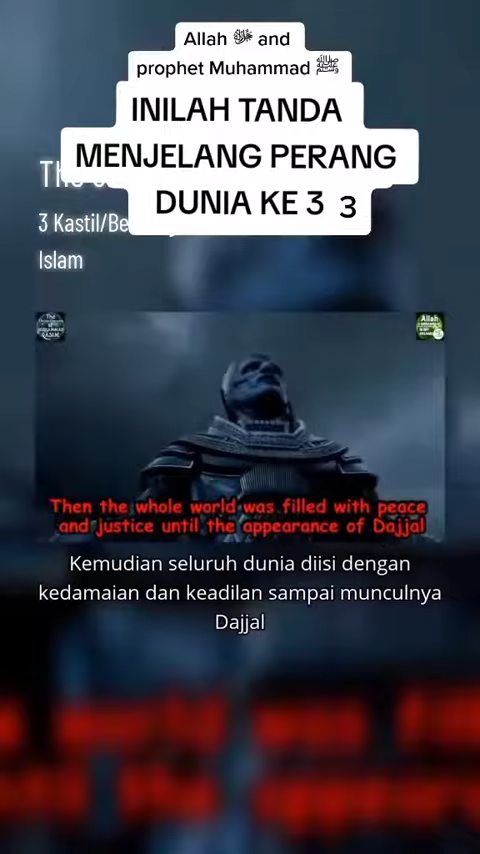 Allah ﷻ and
prophet Muhammad ﷺ
INILAH TANDA
MENJELANG PERANG
DUNIA KE 3 3
3 Kastil/
Islam
Then the whole world was filled with peace
and justice until the appearance of Dajjal
Kemudian seluruh dunia diisi dengan
kedamaian dan keadilan sampai munculnya
Dajjal